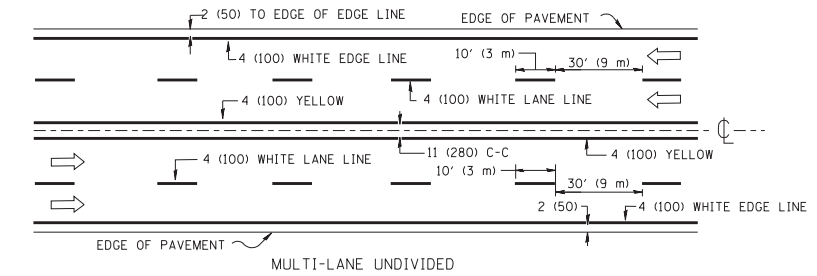 2 (50) TO EDGE OF EDGE LINE
EDGE OF PAVEMENT
4 (100) WHITE EDGE LINE
10' (3 m)
30' (9 m)
4 (100) YELLOW
4 (100) WHITE LANE LINE
℄
4 (100) WHITE LANE LINE
11 (280) C-C
4 (100) YELLOW
10' (3 m)
30' (9 m)
2 (50)
4 (100) WHITE EDGE LINE
EDGE OF PAVEMENT
MULTI-LANE UNDIVIDED